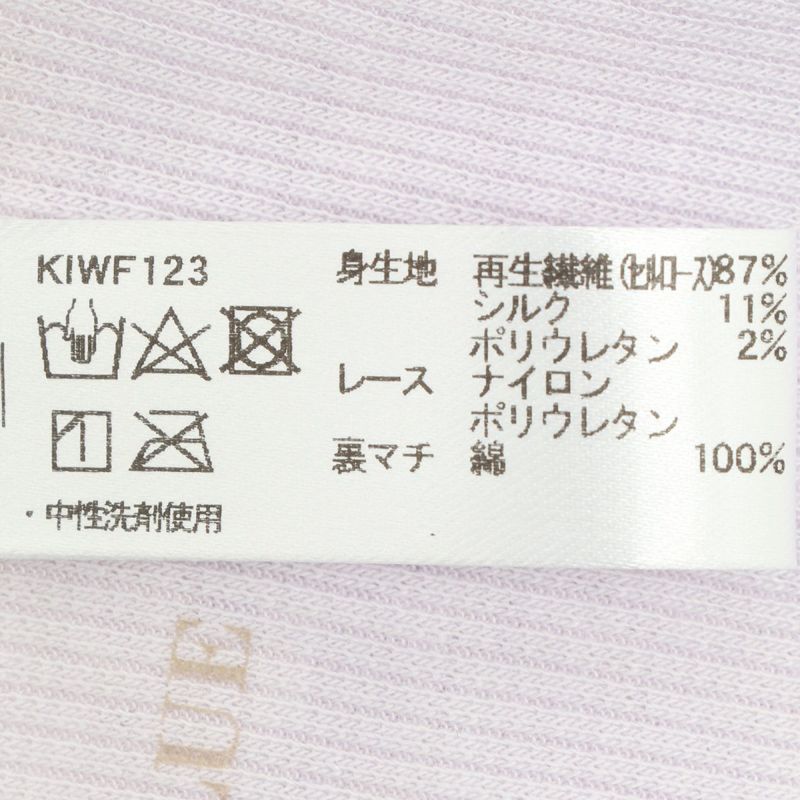 KIWF123
・中性洗剤使用
身生地 再生繊維(セルロース)87%
シルク 11%
ポリウレタン 2%
レース ナイロン
ポリウレタン
裏マチ 綿 100%
LUE